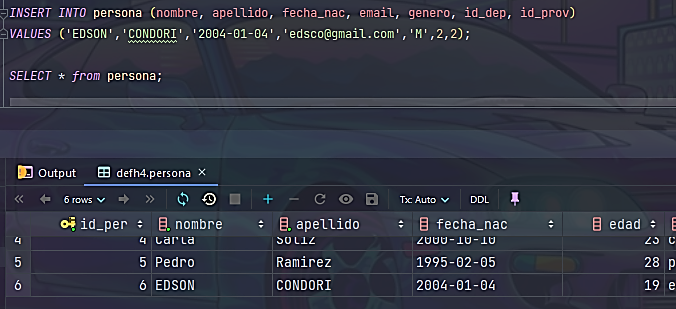 INSERT INTO persona (nombre, apellido, fecha_nac, email, genero, id_dep, id_prov)
VALUES ('EDSON','CONDORI','2004-01-04','edsco@gmail.com','M',2,2);
SELECT * from persona;
Output defh4.persona ×
6 rows Tx: Auto DDL
id_per nombre apellido fecha_nac edad
4 4 Carla Soliz 2000-10-10 23 c
5 5 Pedro Ramirez 1995-02-05 28 p
6 6 EDSON CONDORI 2004-01-04 19 e